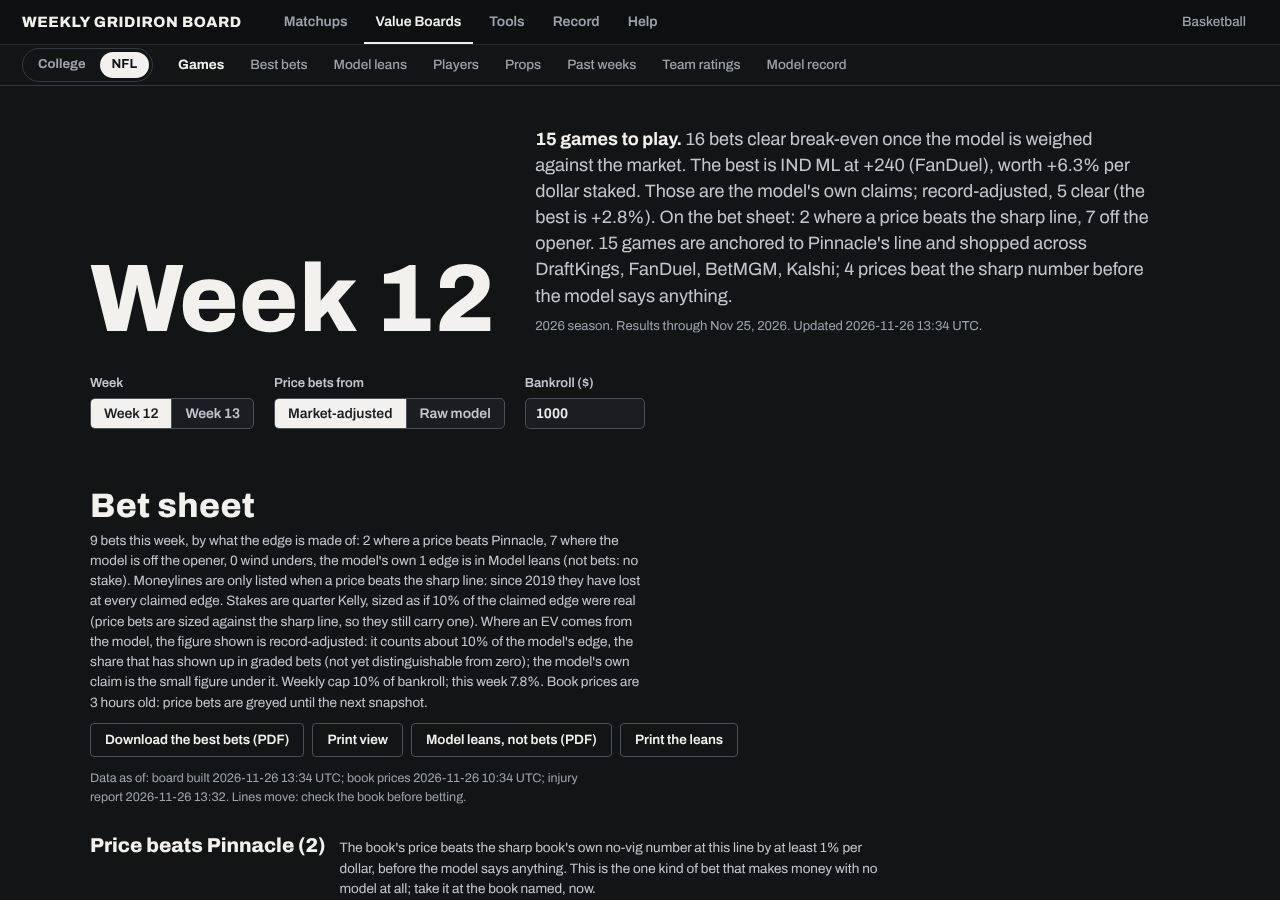 WEEKLY GRIDIRON BOARD
Matchups
Value Boards
Tools
Record
Help
Basketball
College
NFL
Games
Best bets
Model leans
Players
Props
Past weeks
Team ratings
Model record
Week 12
15 games to play. 16 bets clear break-even once the model is weighed
against the market. The best is IND ML at +240 (FanDuel), worth +6.3% per
dollar staked. Those are the model's own claims; record-adjusted, 5 clear (the
best is +2.8%). On the bet sheet: 2 where a price beats the sharp line, 7 off the
opener. 15 games are anchored to Pinnacle's line and shopped across
DraftKings, FanDuel, BetMGM, Kalshi; 4 prices beat the sharp number before
the model says anything.
2026 season. Results through Nov 25, 2026. Updated 2026-11-26 13:34 UTC.
Week
Week 12
Week 13
Price bets from
Market-adjusted
Raw model
Bankroll ($)
1000
Bet sheet
9 bets this week, by what the edge is made of: 2 where a price beats Pinnacle, 7 where the
model is off the opener, 0 wind unders, the model's own 1 edge is in Model leans (not bets: no
stake). Moneylines are only listed when a price beats the sharp line: since 2019 they have lost
at every claimed edge. Stakes are quarter Kelly, sized as if 10% of the claimed edge were real
(price bets are sized against the sharp line, so they still carry one). Where an EV comes from
the model, the figure shown is record-adjusted: it counts about 10% of the model's edge, the
share that has shown up in graded bets (not yet distinguishable from zero); the model's own
claim is the small figure under it. Weekly cap 10% of bankroll; this week 7.8%. Book prices are
3 hours old: price bets are greyed until the next snapshot.
Download the best bets (PDF)
Print view
Model leans, not bets (PDF)
Print the leans
Data as of: board built 2026-11-26 13:34 UTC; book prices 2026-11-26 10:34 UTC; injury
report 2026-11-26 13:32. Lines move: check the book before betting.
Price beats Pinnacle (2)
The book's price beats the sharp book's own no-vig number at this line by at least 1% per
dollar, before the model says anything. This is the one kind of bet that makes money with no
model at all; take it at the book named, now.